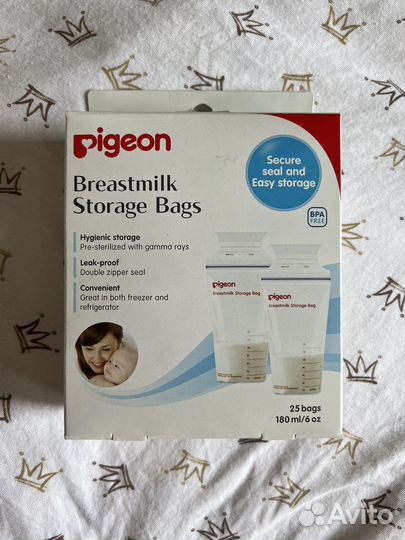 pigeon
Secure
seal and
Easy storage
Breastmilk
Storage Bags
BPA
FREE
Hygienic storage
Pre-sterilized with gamma rays
Leak-proof
Double zipper seal
Convenient
Great in both freezer and
refrigerator
pigeon
Breastmilk Storage Bag
pigeon
Breastmilk Storage Bag
25 bags
180 ml/6 oz
Avito